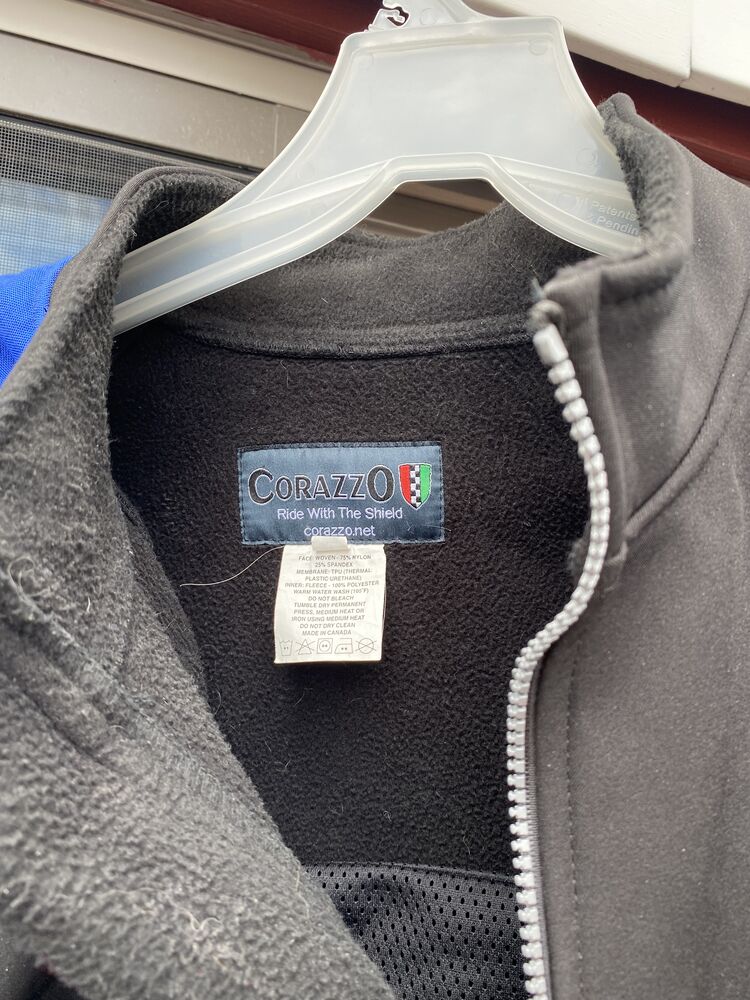 Patents
Pending
CORAZZO
Ride With The Shield
corazzo.net
FACE: WOVEN - 75% NYLON
25% SPANDEX
MEMBRANE: TPU (THERMAL
PLASTIC URETHANE)
INNER: FLEECE - 100% POLYESTER
WARM WATER WASH (105°F)
DO NOT BLEACH
TUMBLE DRY PERMANENT
PRESS, MEDIUM HEAT OR
IRON USING MEDIUM HEAT
DO NOT DRY CLEAN
MADE IN CANADA